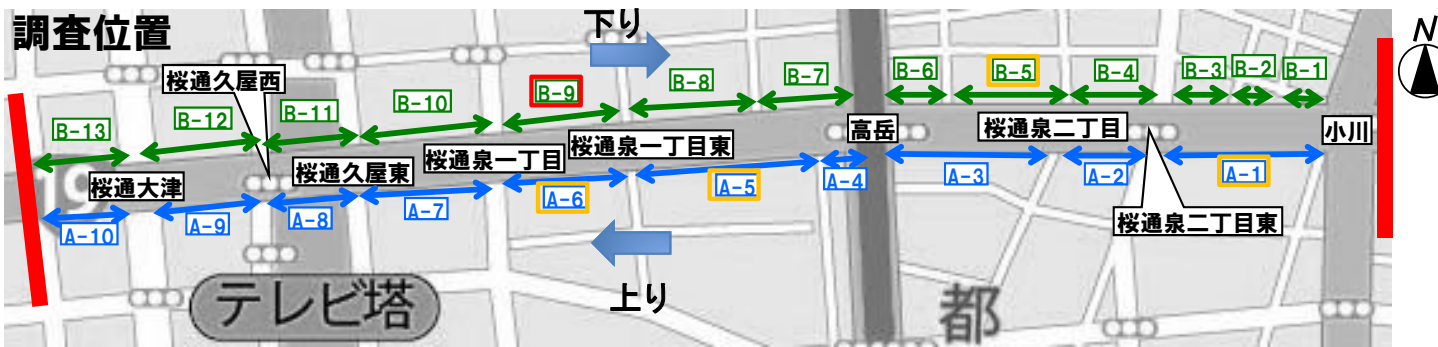 調査位置
下り
N
桜通久屋西
B-13
B-12
B-11
B-10
B-9
B-8
B-7
B-6
B-5
B-4
B-3
B-2
B-1
桜通大津
桜通久屋東
桜通泉一丁目
桜通泉一丁目東
高岳
桜通泉二丁目
小川
19
A-10
A-9
A-8
A-7
A-6
A-5
A-4
A-3
A-2
A-1
桜通泉二丁目東
テレビ塔
上り
都